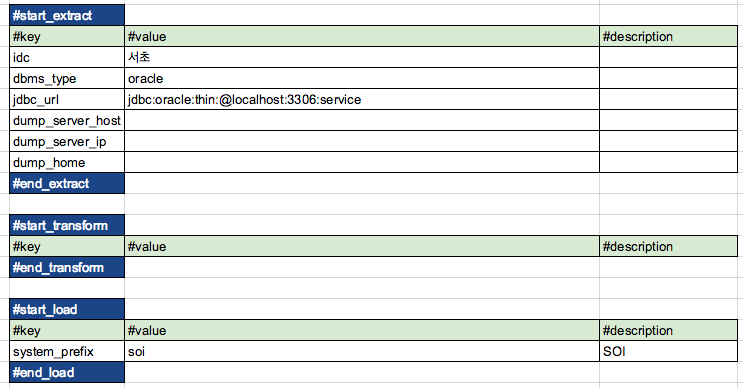 #start_extract
#key #value #description
idc 서초
dbms_type oracle
jdbc_url jdbc:oracle:thin:@localhost:3306:service
dump_server_host
dump_server_ip
dump_home
#end_extract
#start_transform
#key #value #description
#end_transform
#start_load
#key #value #description
system_prefix soi SOI
#end_load